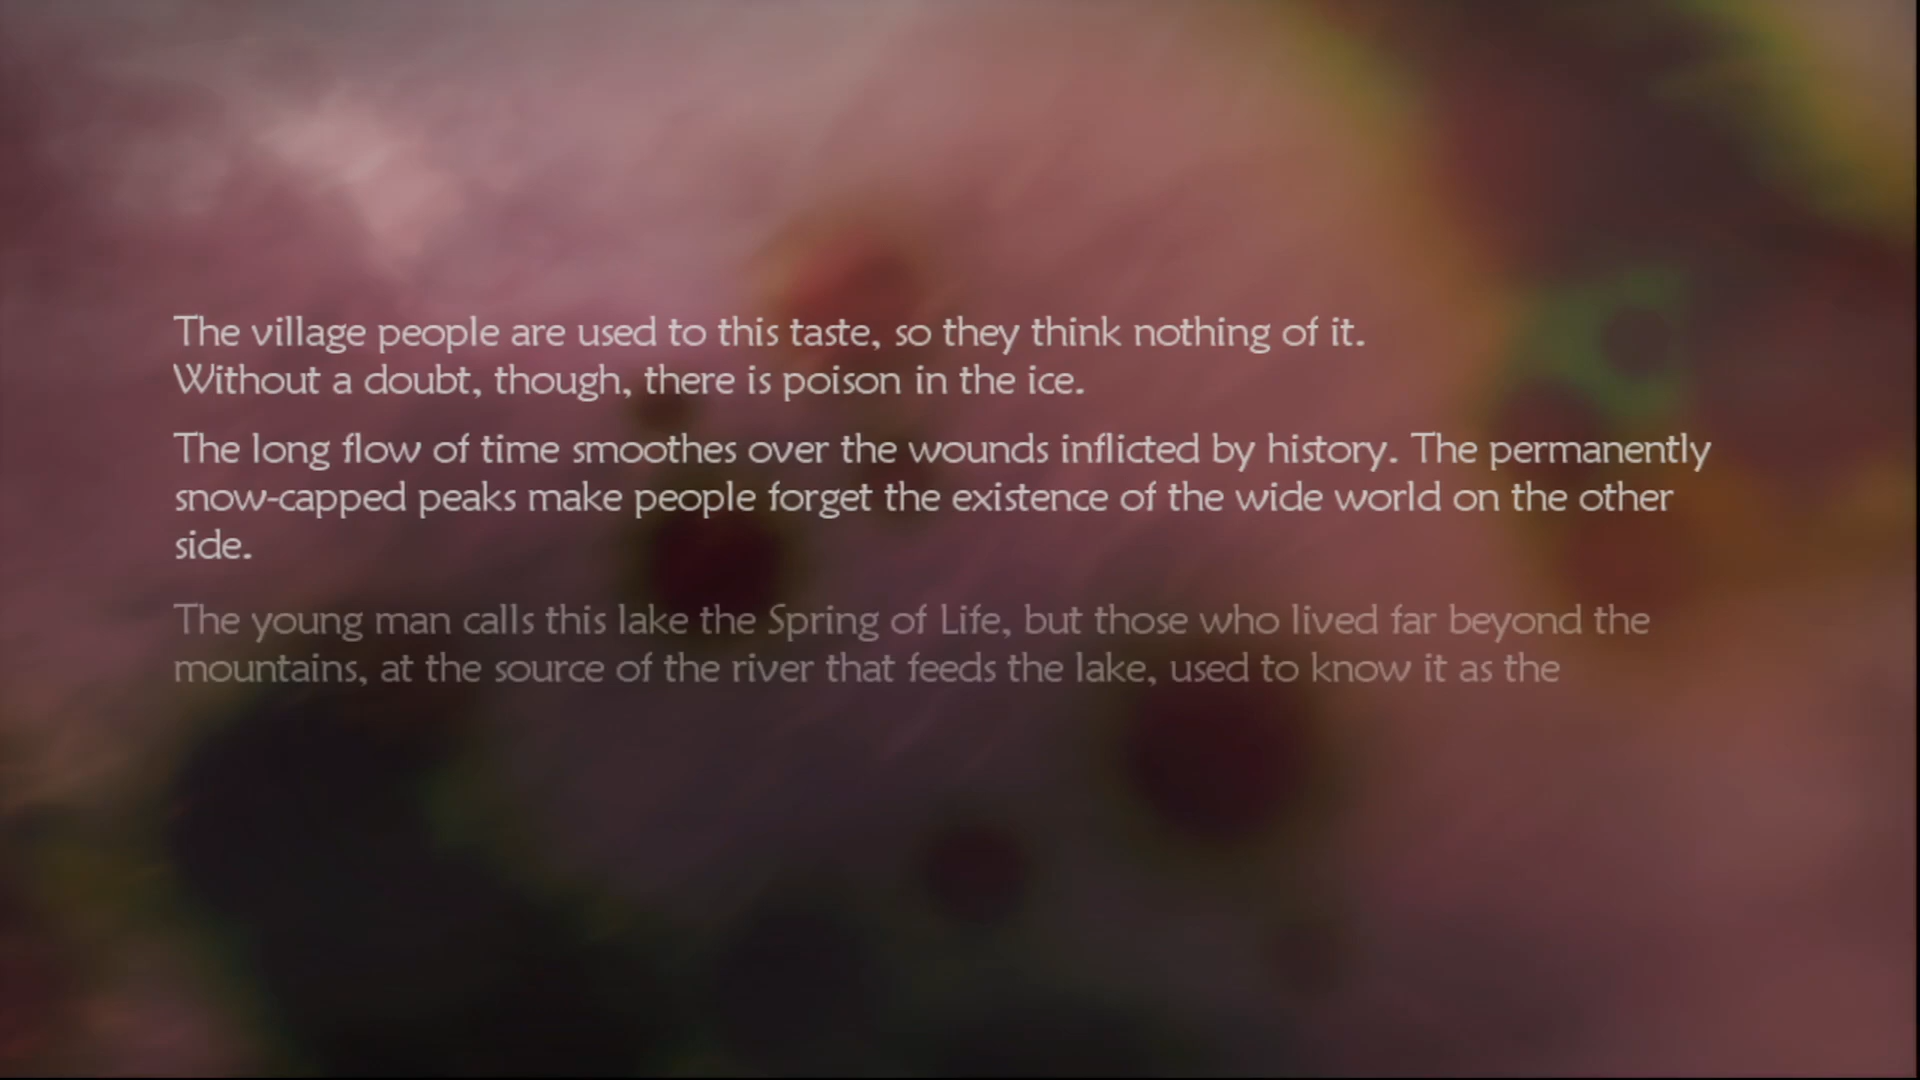 The village people are used to this taste, so they think nothing of it.
Without a doubt, though, there is poison in the ice.
The long flow of time smoothes over the wounds inflicted by history. The permanently
snow-capped peaks make people forget the existence of the wide world on the other
side.
The young man calls this lake the Spring of Life, but those who lived far beyond the
mountains, at the source of the river that feeds the lake, used to know it as the